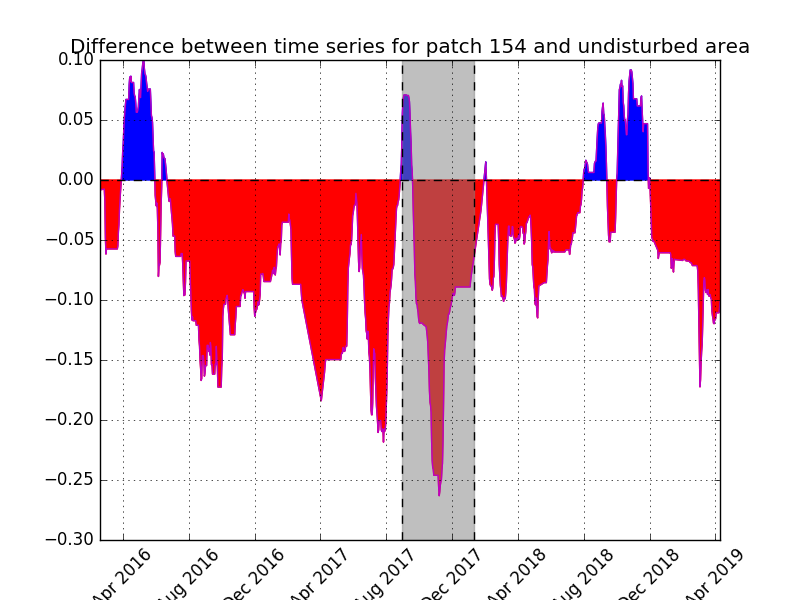 Difference between time series for patch 154 and undisturbed area
0.10
0.05
0.00
−0.05
−0.10
−0.15
−0.20
−0.25
−0.30
Apr 2016
Aug 2016
Dec 2016
Apr 2017
Aug 2017
Dec 2017
Apr 2018
Aug 2018
Dec 2018
Apr 2019